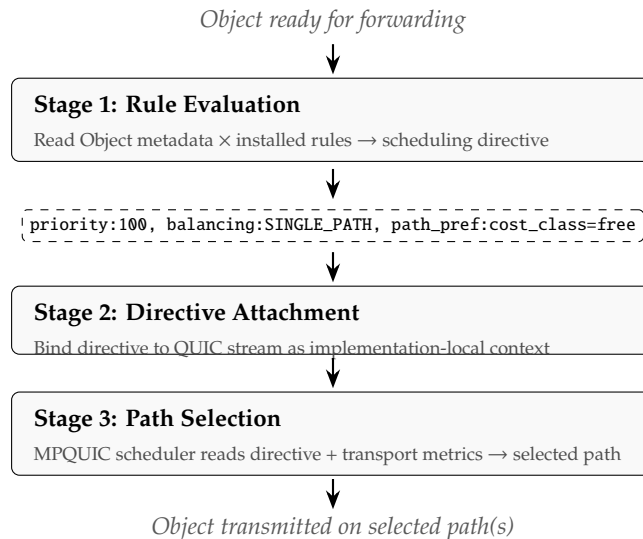 Object ready for forwarding
Stage 1: Rule Evaluation
Read Object metadata × installed rules → scheduling directive
priority:100, balancing:SINGLE_PATH, path_pref:cost_class=free
Stage 2: Directive Attachment
Bind directive to QUIC stream as implementation-local context
Stage 3: Path Selection
MPQUIC scheduler reads directive + transport metrics → selected path
Object transmitted on selected path(s)